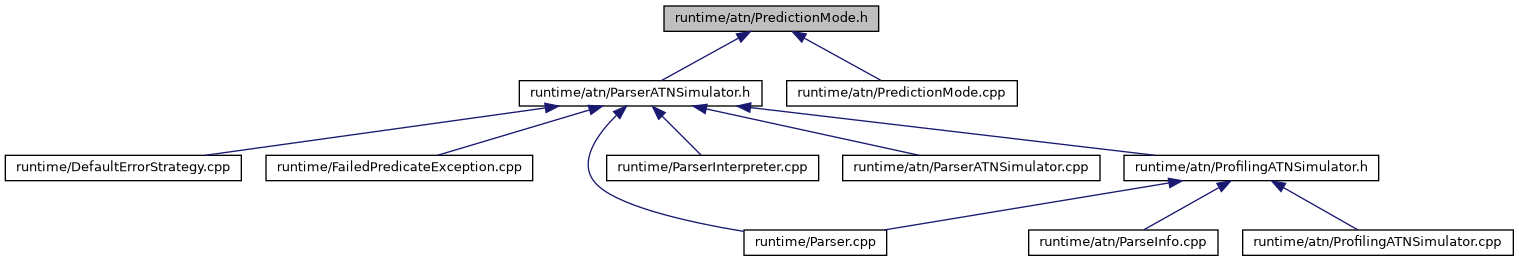 runtime/atn/PredictionMode.h
runtime/atn/ParserATNSimulator.h
runtime/atn/PredictionMode.cpp
runtime/DefaultErrorStrategy.cpp
runtime/FailedPredicateException.cpp
runtime/ParserInterpreter.cpp
runtime/atn/ParserATNSimulator.cpp
runtime/atn/ProfilingATNSimulator.h
runtime/Parser.cpp
runtime/atn/ParseInfo.cpp
runtime/atn/ProfilingATNSimulator.cpp